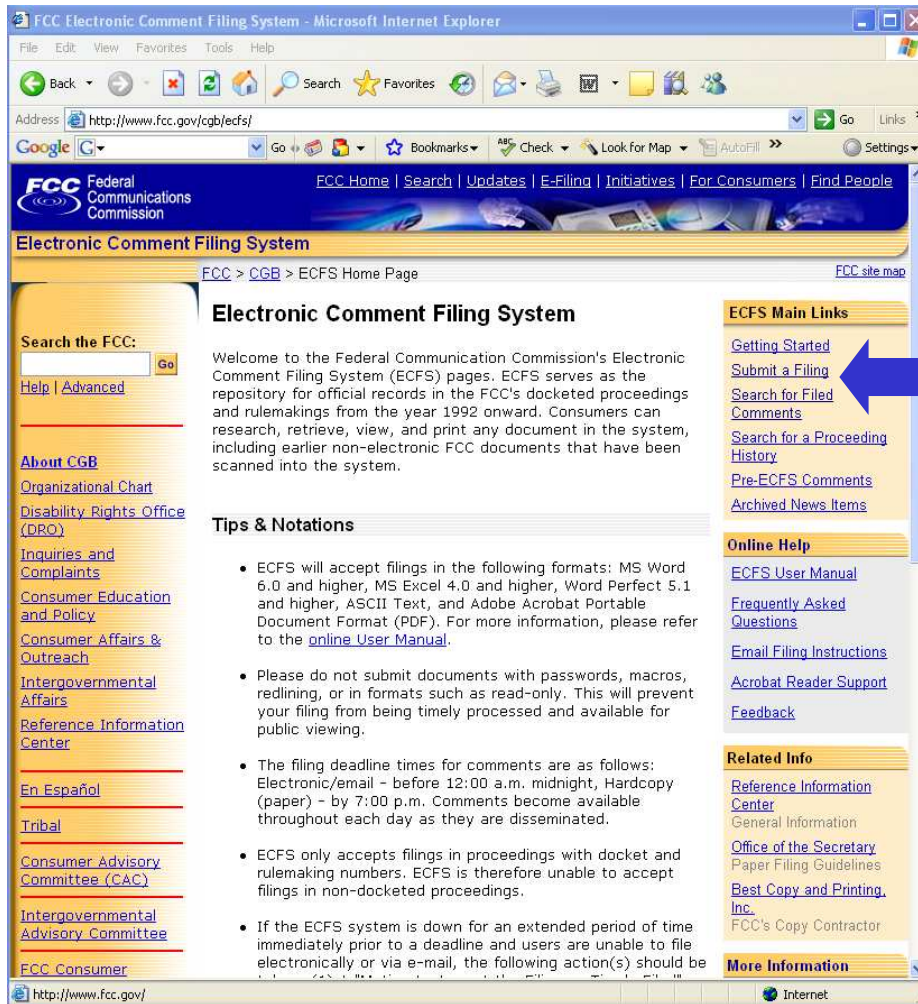 FCC Electronic Comment Filing System - Microsoft Internet Explorer
File Edit View Favorites Tools Help
Back Search Favorites
Address http://www.fcc.gov/cgb/ecfs/ Go Links
Google G Go Bookmarks Check Look for Map AutoFill Settings
FCC Federal
Communications
Commission
FCC Home | Search | Updates | E-Filing | Initiatives | For Consumers | Find People
Electronic Comment Filing System
FCC > CGB > ECFS Home Page
FCC site map
Search the FCC:
Go
Help | Advanced
About CGB
Organizational Chart
Disability Rights Office
(DRO)
Inquiries and
Complaints
Consumer Education
and Policy
Consumer Affairs &
Outreach
Intergovernmental
Affairs
Reference Information
Center
En Español
Tribal
Consumer Advisory
Committee (CAC)
Intergovernmental
Advisory Committee
FCC Consumer
Electronic Comment Filing System
Welcome to the Federal Communication Commission's Electronic
Comment Filing System (ECFS) pages. ECFS serves as the
repository for official records in the FCC's docketed proceedings
and rulemakings from the year 1992 onward. Consumers can
research, retrieve, view, and print any document in the system,
including earlier non-electronic FCC documents that have been
scanned into the system.
Tips & Notations
• ECFS will accept filings in the following formats: MS Word
6.0 and higher, MS Excel 4.0 and higher, Word Perfect 5.1
and higher, ASCII Text, and Adobe Acrobat Portable
Document Format (PDF). For more information, please refer
to the online User Manual.
• Please do not submit documents with passwords, macros,
redlining, or in formats such as read-only. This will prevent
your filing from being timely processed and available for
public viewing.
• The filing deadline times for comments are as follows:
Electronic/email - before 12:00 a.m. midnight, Hardcopy
(paper) - by 7:00 p.m. Comments become available
throughout each day as they are disseminated.
• ECFS only accepts filings in proceedings with docket and
rulemaking numbers. ECFS is therefore unable to accept
filings in non-docketed proceedings.
• If the ECFS system is down for an extended period of time
immediately prior to a deadline and users are unable to file
electronically or via e-mail, the following action(s) should be
ECFS Main Links
Getting Started
Submit a Filing
Search for Filed
Comments
Search for a Proceeding
History
Pre-ECFS Comments
Archived News Items
Online Help
ECFS User Manual
Frequently Asked
Questions
Email Filing Instructions
Acrobat Reader Support
Feedback
Related Info
Reference Information
Center
General Information
Office of the Secretary
Paper Filing Guidelines
Best Copy and Printing,
Inc.
FCC's Copy Contractor
More Information
http://www.fcc.gov/ Internet